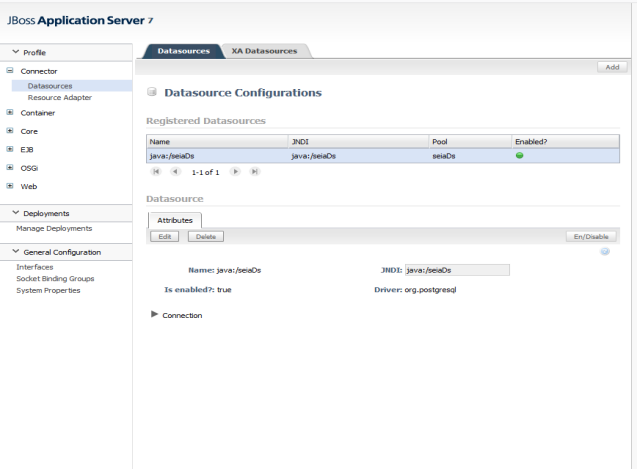 JBoss Application Server 7
Profile
Connector
Datasources
Resource Adapter
Container
Core
EJB
OSGi
Web
Deployments
Manage Deployments
General Configuration
Interfaces
Socket Binding Groups
System Properties
Datasources XA Datasources
Add
Datasource Configurations
Registered Datasources
Name JNDI Pool Enabled?
java:/seiaDs java:/seiaDs seiaDs
1-1 of 1
Datasource
Attributes
Edit Delete En/Disable
Name: java:/seiaDs JNDI: java:/seiaDs
Is enabled?: true Driver: org.postgresql
Connection